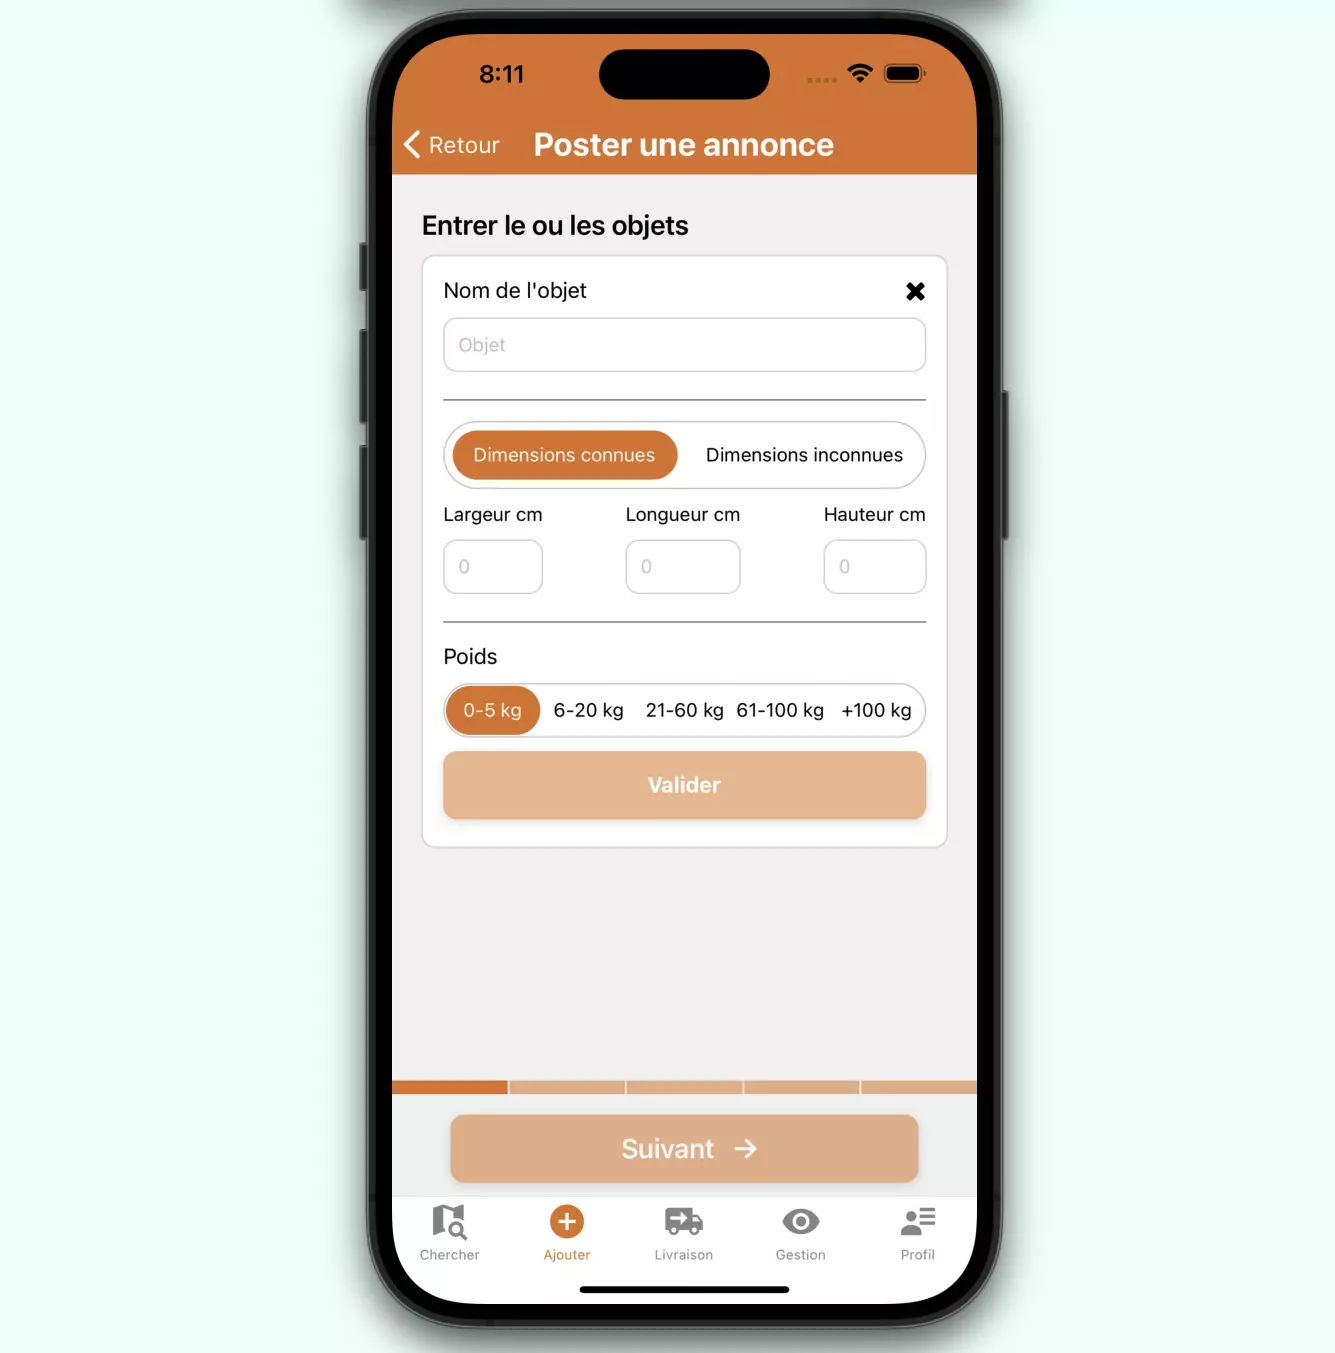 8:11
Retour Poster une annonce
Entrer le ou les objets
Nom de l'objet
Objet
Dimensions connues Dimensions inconnues
Largeur cm Longueur cm Hauteur cm
0 0 0
Poids
0-5 kg 6-20 kg 21-60 kg 61-100 kg +100 kg
Valider
Suivant →
Chercher Ajouter Livraison Gestion Profil